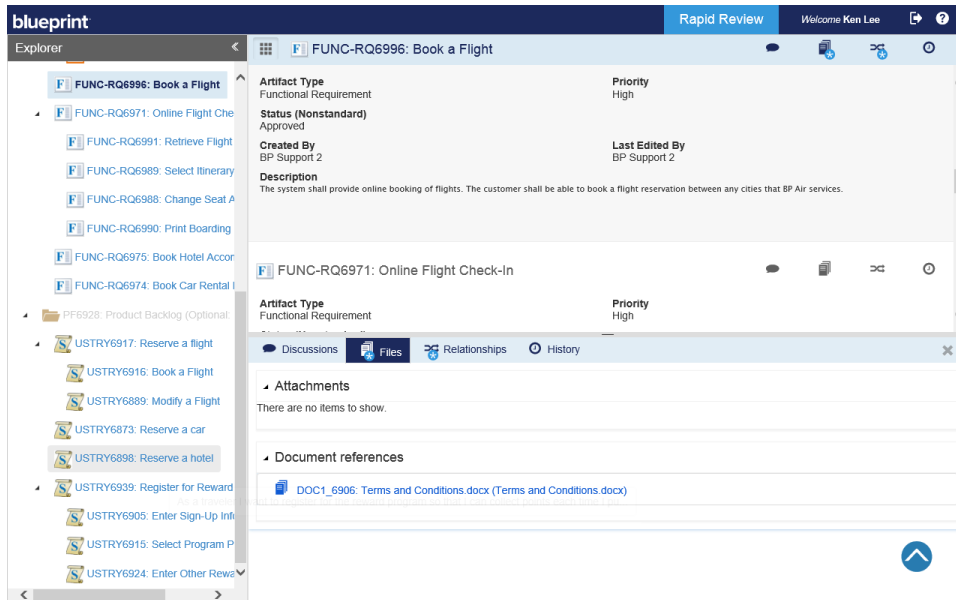 blueprint
Rapid Review
Welcome Ken Lee
Explorer
FUNC-RQ6996: Book a Flight
FUNC-RQ6971: Online Flight Che
FUNC-RQ6991: Retrieve Flight
FUNC-RQ6989: Select Itinerary
FUNC-RQ6988: Change Seat A
FUNC-RQ6990: Print Boarding
FUNC-RQ6975: Book Hotel Accor
FUNC-RQ6974: Book Car Rental
PF6928: Product Backlog (Optional:
USTRY6917: Reserve a flight
USTRY6916: Book a Flight
USTRY6889: Modify a Flight
USTRY6873: Reserve a car
USTRY6898: Reserve a hotel
USTRY6939: Register for Reward
USTRY6905: Enter Sign-Up Info
USTRY6915: Select Program P
USTRY6924: Enter Other Rewa
FUNC-RQ6996: Book a Flight
Artifact Type Priority
Functional Requirement High
Status (Nonstandard)
Approved
Created By Last Edited By
BP Support 2 BP Support 2
Description
The system shall provide online booking of flights. The customer shall be able to book a flight reservation between any cities that BP Air services.
FUNC-RQ6971: Online Flight Check-In
Artifact Type Priority
Functional Requirement High
Discussions Files Relationships History
Attachments
There are no items to show.
Document references
DOC1_6906: Terms and Conditions.docx (Terms and Conditions.docx)